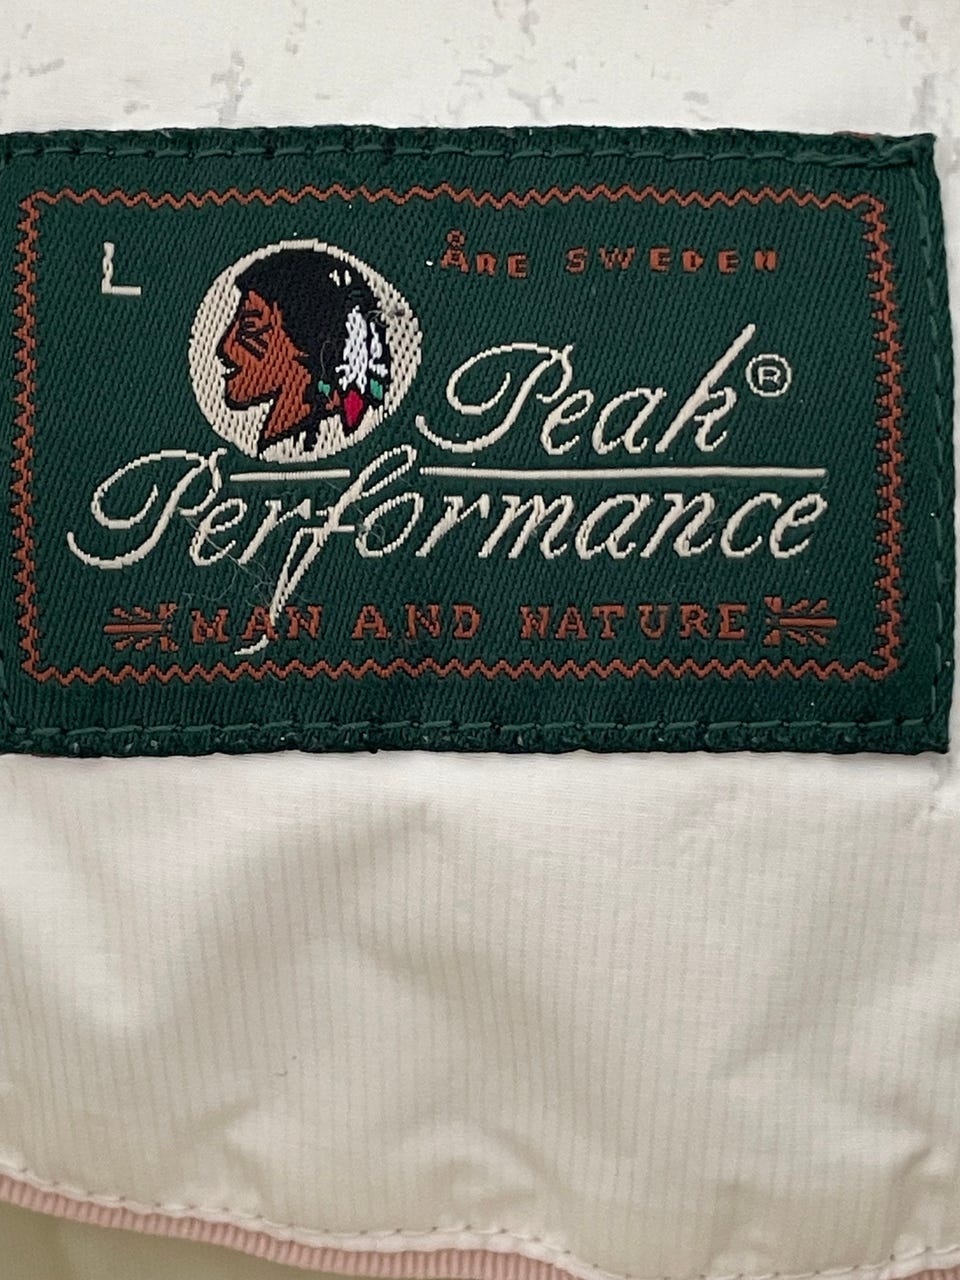 L
ÅRE SWEDEN
Peak®
Performance
MAN AND NATURE